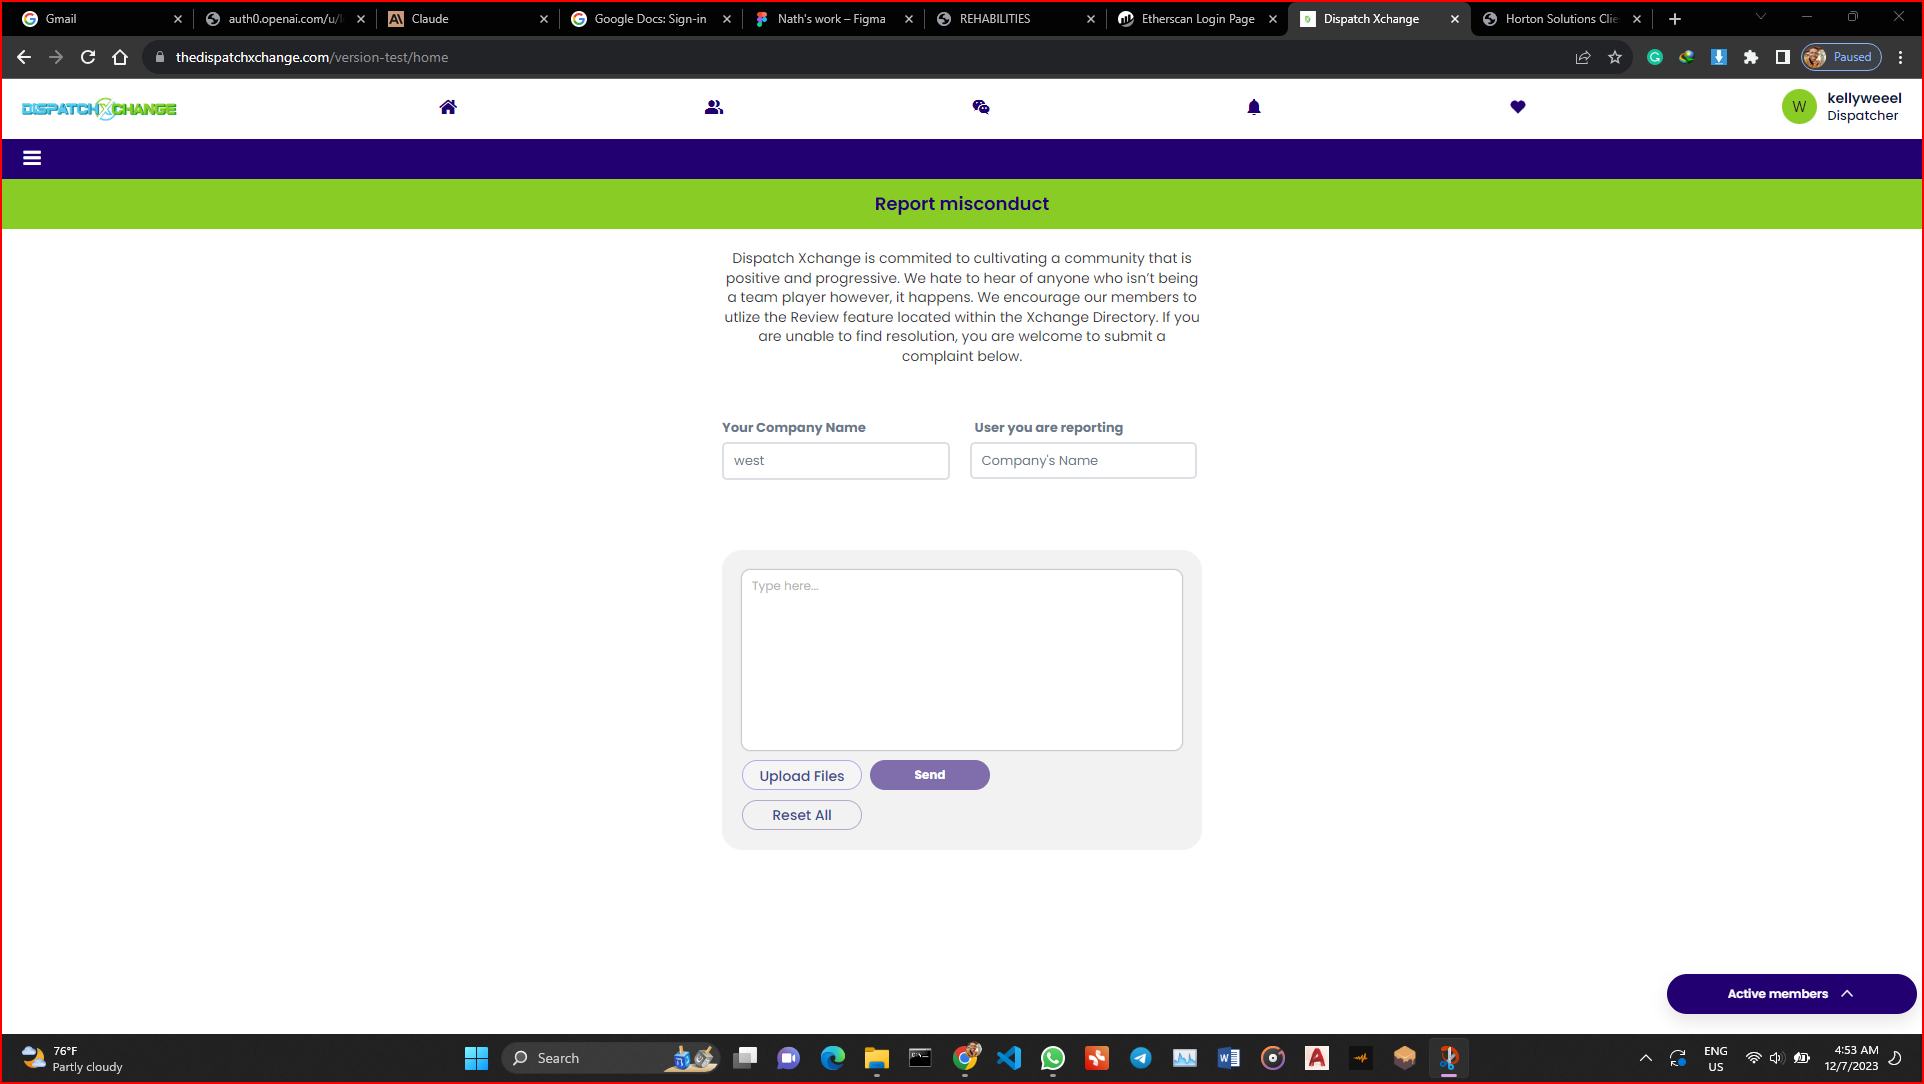 Gmail
auth0.openai.com/u/l
Claude
Google Docs: Sign-in
Nath's work – Figma
REHABILITIES
Etherscan Login Page
Dispatch Xchange
Horton Solutions Clie
thedispatchxchange.com/version-test/home
Paused
DISPATCHXCHANGE
W
kellyweeel
Dispatcher
Report misconduct
Dispatch Xchange is commited to cultivating a community that is
positive and progressive. We hate to hear of anyone who isn't being
a team player however, it happens. We encourage our members to
utlize the Review feature located within the Xchange Directory. If you
are unable to find resolution, you are welcome to submit a
complaint below.
Your Company Name
User you are reporting
west
Company's Name
Type here...
Upload Files
Send
Reset All
Active members
76°F
Partly cloudy
Search
ENG
US
4:53 AM
12/7/2023